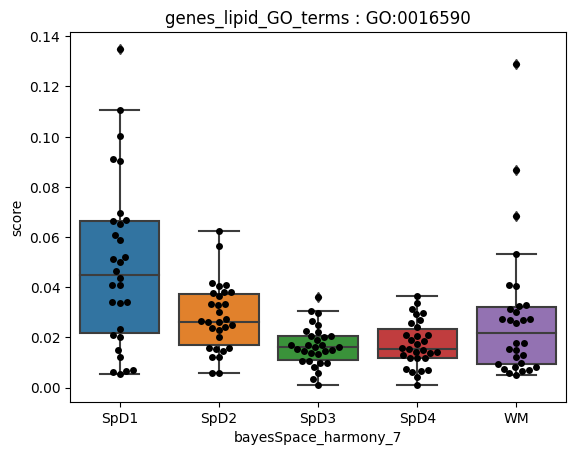 genes_lipid_GO_terms : GO:0016590
0.14
0.12
0.10
0.08
0.06
0.04
0.02
0.00
score
SpD1 SpD2 SpD3 SpD4 WM
bayesSpace_harmony_7